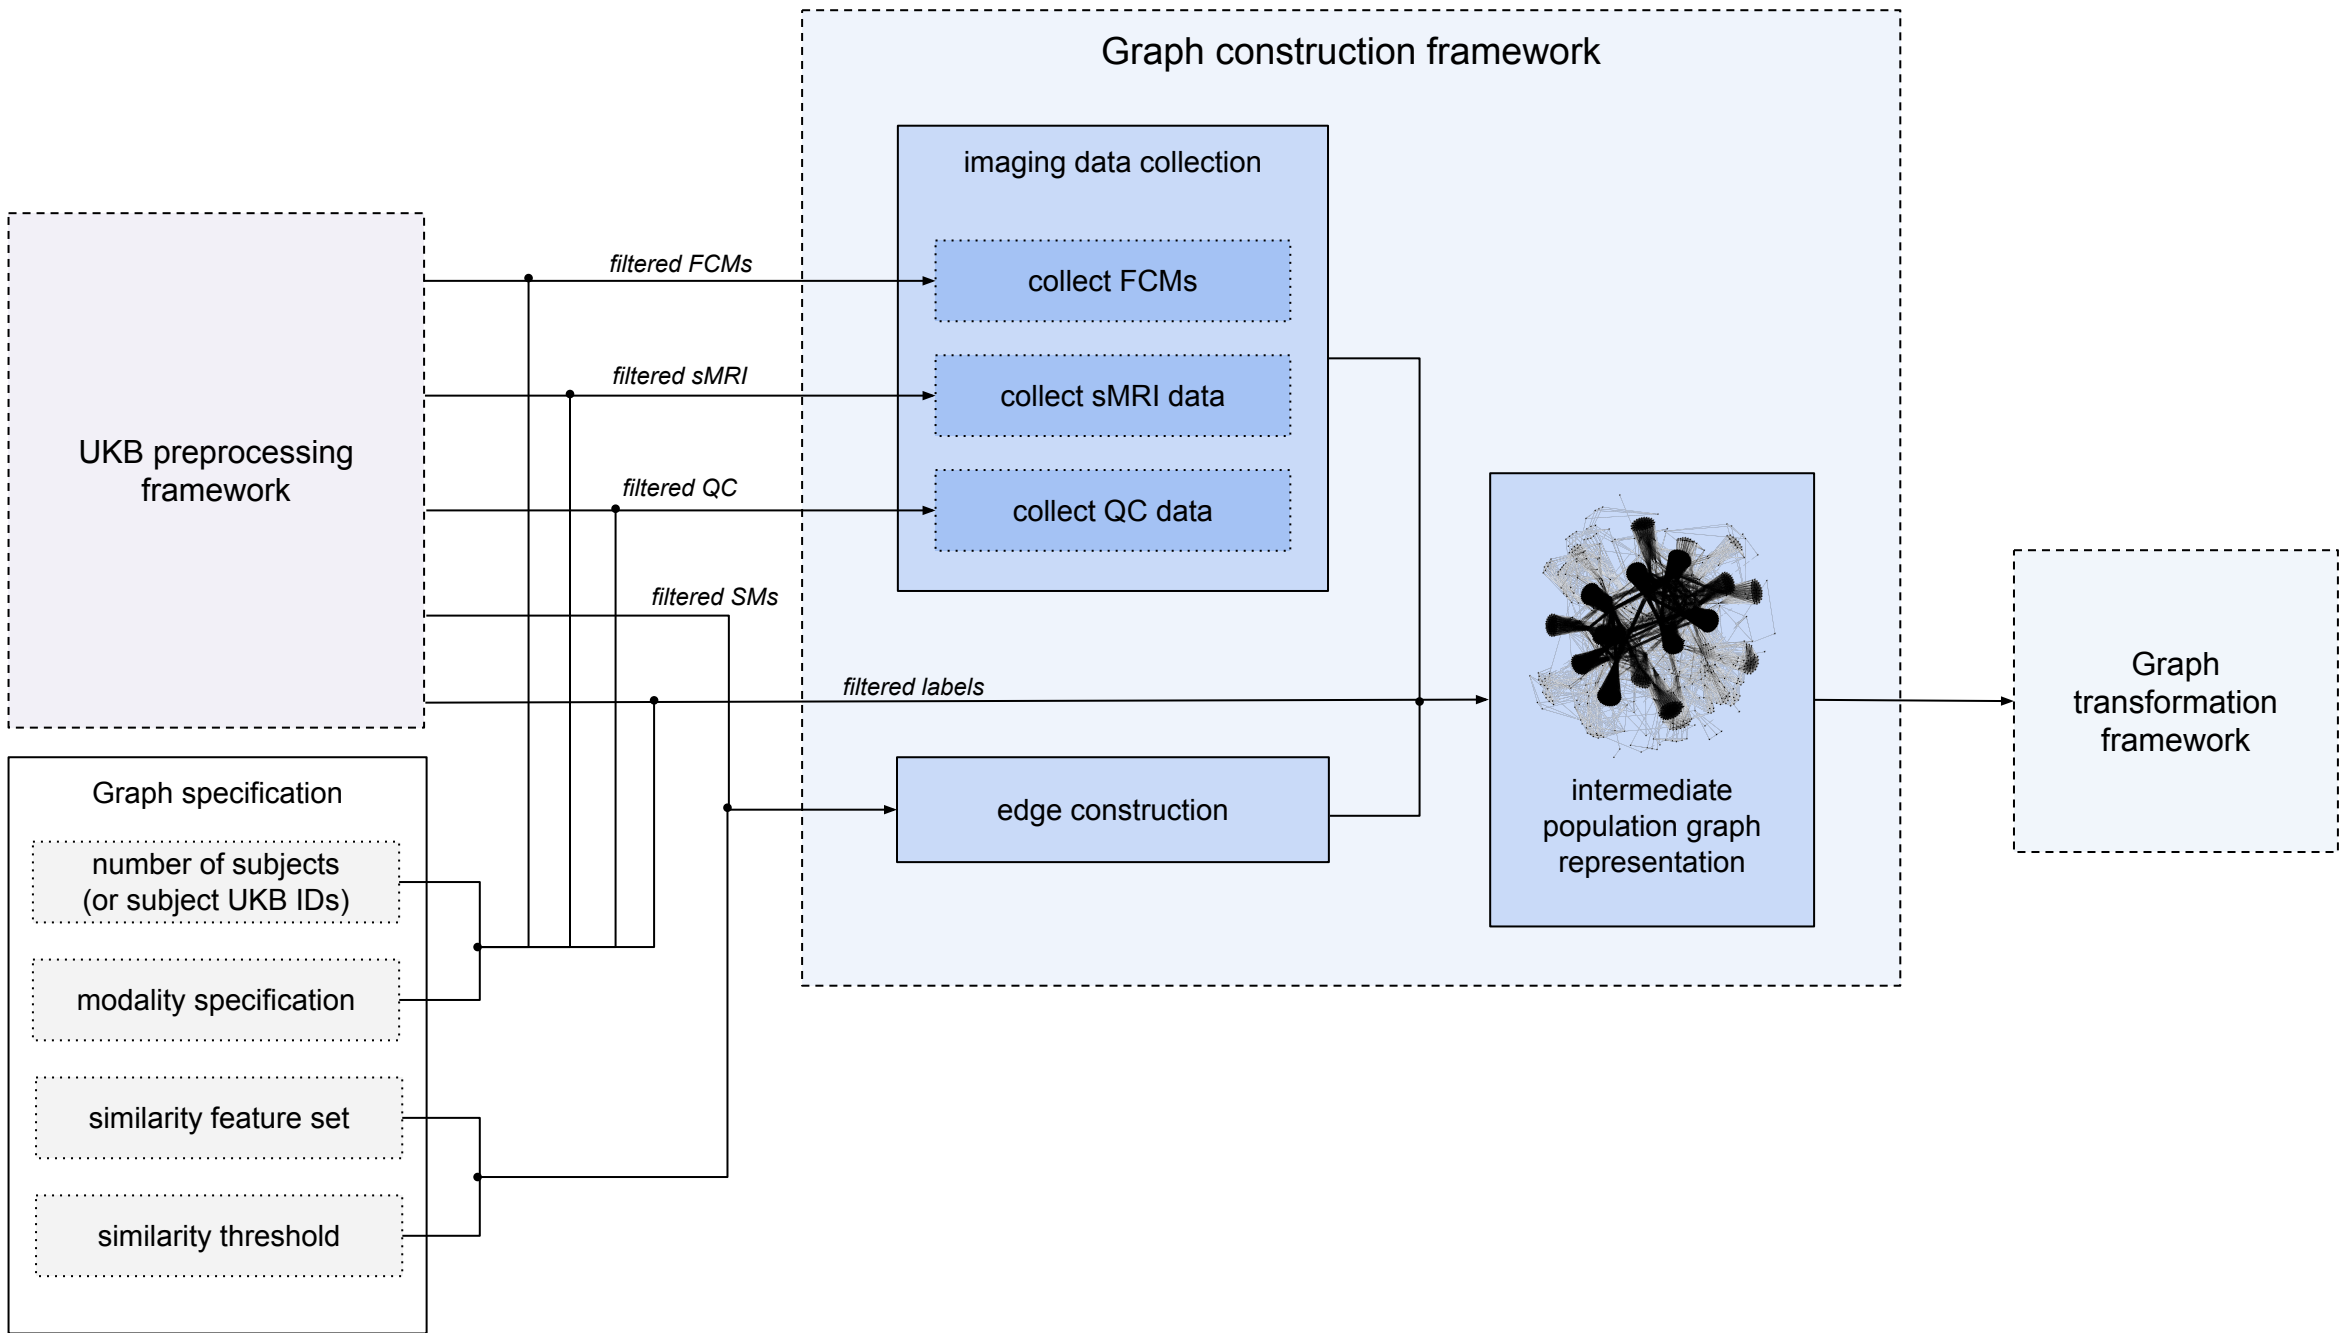 Graph construction framework
imaging data collection
filtered FCMs
collect FCMs
filtered sMRI
collect sMRI data
UKB preprocessing
framework
filtered QC
collect QC data
filtered SMs
filtered labels
Graph
transformation
framework
Graph specification
edge construction
intermediate
population graph
representation
number of subjects
(or subject UKB IDs)
modality specification
similarity feature set
similarity threshold